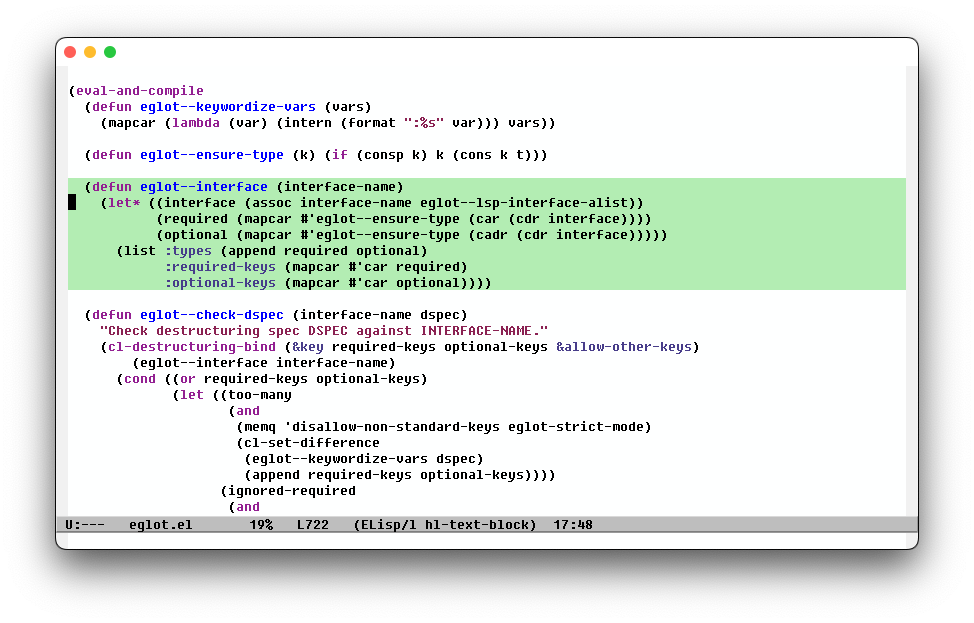 (eval-and-compile
  (defun eglot--keywordize-vars (vars)
    (mapcar (lambda (var) (intern (format ":%s" var))) vars))

  (defun eglot--ensure-type (k) (if (consp k) k (cons k t)))

  (defun eglot--interface (interface-name)
    (let* ((interface (assoc interface-name eglot--lsp-interface-alist))
           (required (mapcar #'eglot--ensure-type (car (cdr interface))))
           (optional (mapcar #'eglot--ensure-type (cadr (cdr interface)))))
      (list :types (append required optional)
            :required-keys (mapcar #'car required)
            :optional-keys (mapcar #'car optional))))

  (defun eglot--check-dspec (interface-name dspec)
    "Check destructuring spec DSPEC against INTERFACE-NAME."
    (cl-destructuring-bind (&key required-keys optional-keys &allow-other-keys)
        (eglot--interface interface-name)
      (cond ((or required-keys optional-keys)
             (let ((too-many
                    (and
                     (memq 'disallow-non-standard-keys eglot-strict-mode)
                     (cl-set-difference
                      (eglot--keywordize-vars dspec)
                      (append required-keys optional-keys))))
                   (ignored-required
                    (and
U:---   eglot.el       19%   L722   (ELisp/l hl-text-block)  17:48